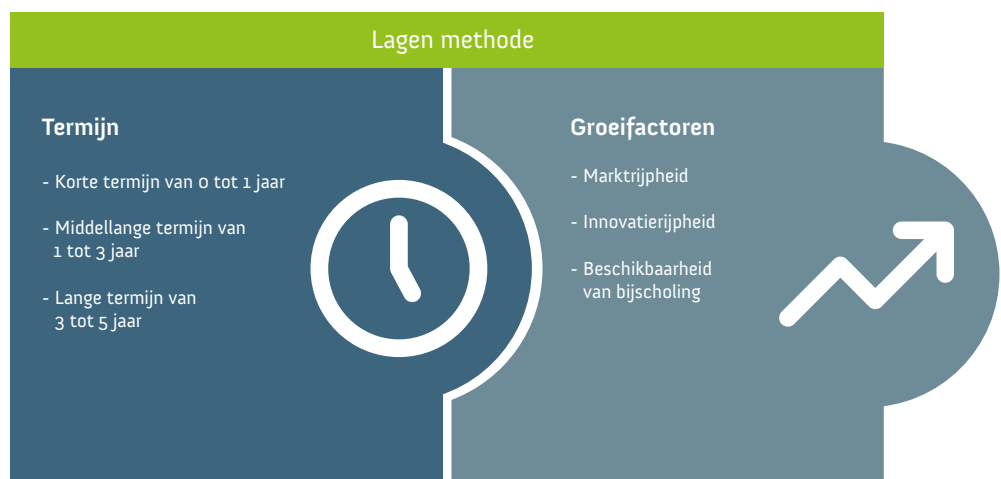 Lagen methode
Termijn
- Korte termijn van 0 tot 1 jaar
- Middellange termijn van
1 tot 3 jaar
- Lange termijn van
3 tot 5 jaar
Groeifactoren
- Marktrijpheid
- Innovatierijpheid
- Beschikbaarheid
van bijscholing